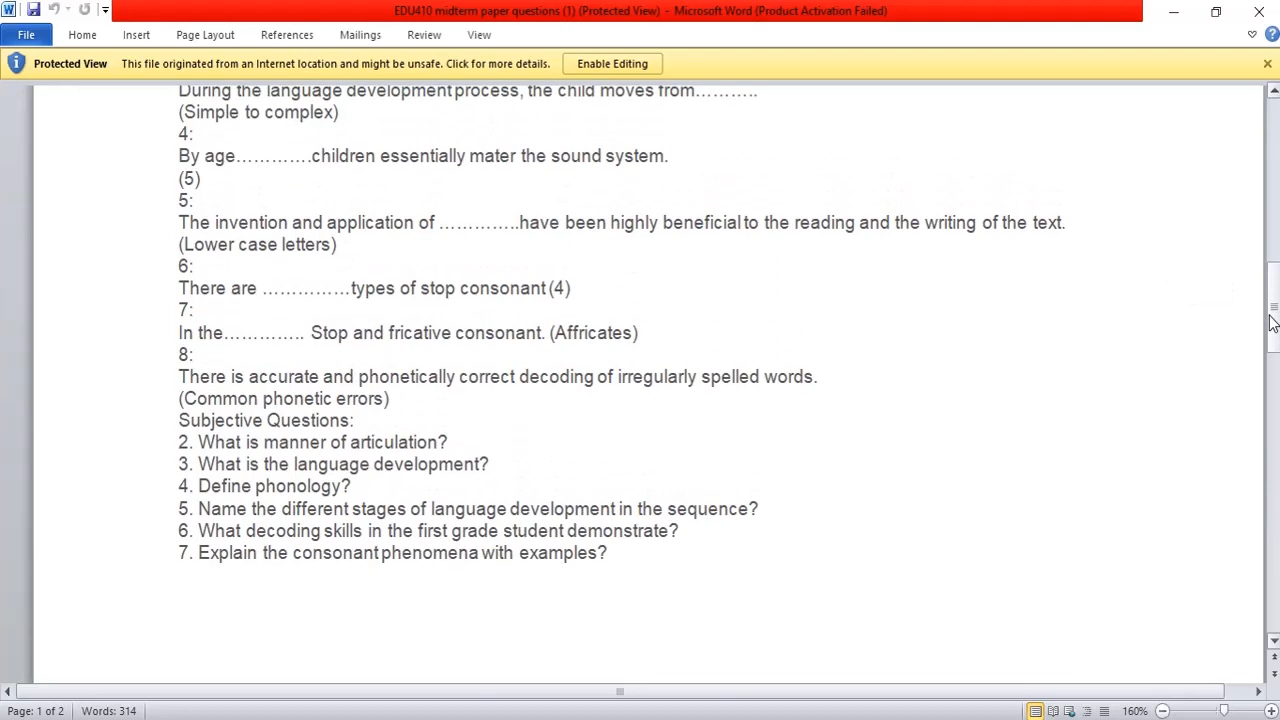 EDU410 midterm paper questions (1) (Protected View) - Microsoft Word (Product Activation Failed)
File Home Insert Page Layout References Mailings Review View
Protected View This file originated from an Internet location and might be unsafe. Click for more details. Enable Editing
During the language development process, the child moves from………..
(Simple to complex)
4:
By age………….children essentially mater the sound system.
(5)
5:
The invention and application of …………..have been highly beneficial to the reading and the writing of the text.
(Lower case letters)
6:
There are ……………types of stop consonant (4)
7:
In the………….. Stop and fricative consonant. (Affricates)
8:
There is accurate and phonetically correct decoding of irregularly spelled words.
(Common phonetic errors)
Subjective Questions:
2. What is manner of articulation?
3. What is the language development?
4. Define phonology?
5. Name the different stages of language development in the sequence?
6. What decoding skills in the first grade student demonstrate?
7. Explain the consonant phenomena with examples?
Page: 1 of 2 Words: 314 160%